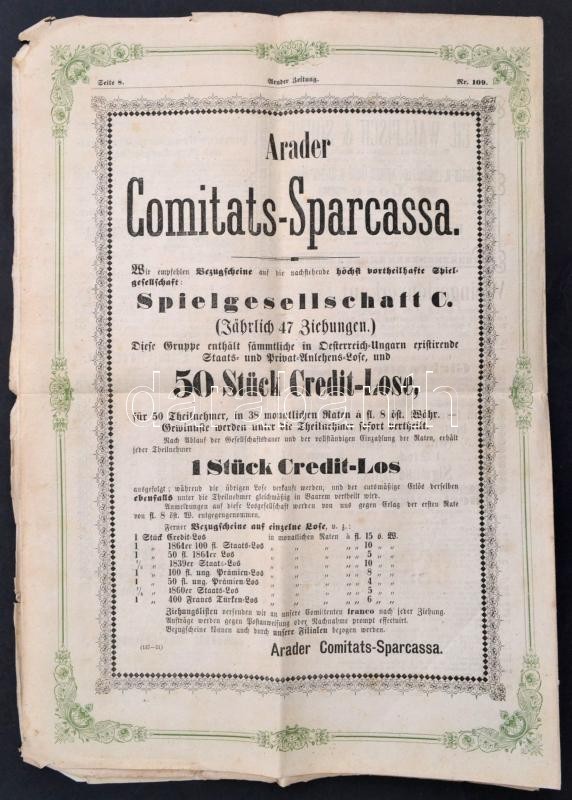 Seite 8. Arader Zeitung. Nr. 109.
Arader
Comitats-Sparcassa.
Wir empfehlen Bezugscheine auf die nachstehende höchst vortheilhafte Spiel-
gesellschaft:
Spielgesellschaft C.
(Jährlich 47 Ziehungen.)
Diese Gruppe enthält sämmtliche in Oesterreich-Ungarn existirende
Staats- und Privat-Anlehens-Lose, und
50 Stück Credit-Lose,
für 50 Theilnehmer, in 38 monatlichen Raten à fl. 8 öst. Währ. —
Gewinnste werden unter die Theilnehmer sofort vertheilt.
Nach Ablauf der Gesellschaftsdauer und der vollständigen Einzahlung der Raten, erhält
jeder Theilnehmer
1 Stück Credit-Los
ausgefolgt; während die übrigen Lose verkauft werden, und der cursmäßige Erlös derselben
ebenfalls unter die Theilnehmer gleichmäßig in Baarem vertheilt wird.
Anmeldungen auf diese Losgesellschaft werden von uns gegen Erlag der ersten Rate
von fl. 8 öst. W. entgegengenommen.
Ferner Bezugscheine auf einzelne Lose, u. z.:
1 Stück Credit-Los in monatlichen Raten à fl. 15 ö. W.
1 „ 1864er 100 fl. Staats-Los „ „ „ „ 10 „
1 „ 50 fl. 1864er Los „ „ „ „ 5 „
„ 1839er Staats-Los „ „ „ „ 10 „
1 „ 100 fl. ung. Prämien-Los „ „ „ „ 8 „
1 „ 50 fl. ung. Prämien-Los „ „ „ „ 4 „
„ 1860er Staats-Los „ „ „ „ 5 „
1 „ 400 Francs Türken-Los „ „ „ „ 6 „
Ziehungslisten versenden wir an unsere Comitenten franco nach jeder Ziehung.
Aufträge werden gegen Postanweisung oder Nachnahme prompt effectuirt.
Bezugscheine können auch durch unsere Filialen bezogen werden.
Arader Comitats-Sparcassa.